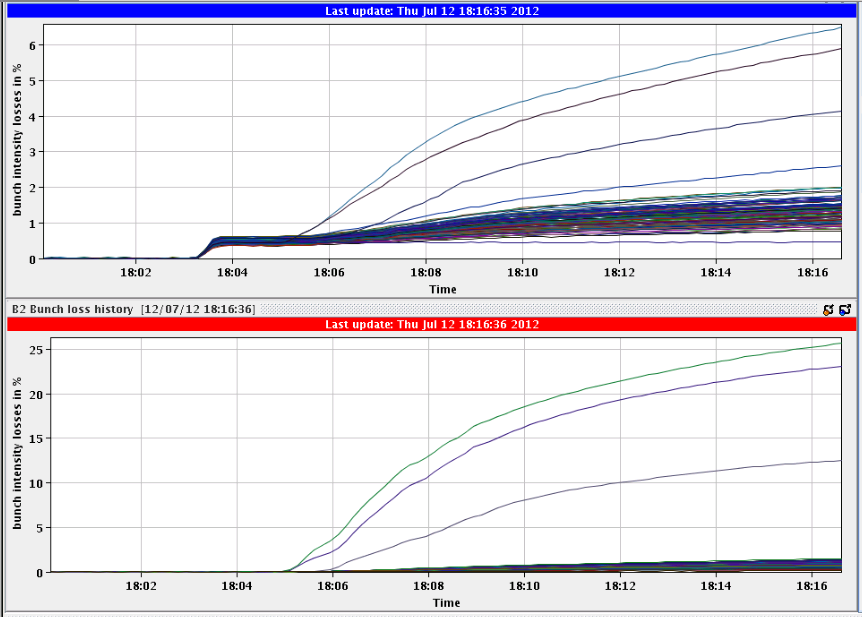 Last update: Thu Jul 12 18:16:35 2012
bunch intensity losses in %
6
5
4
3
2
1
0
18:02 18:04 18:06 18:08 18:10 18:12 18:14 18:16
Time
B2 Bunch loss history [12/07/12 18:16:36]
Last update: Thu Jul 12 18:16:36 2012
bunch intensity losses in %
25
20
15
10
5
0
18:02 18:04 18:06 18:08 18:10 18:12 18:14 18:16
Time